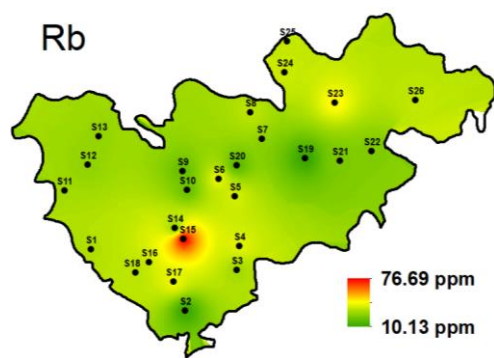 Rb
S25
S24
S23
S26
S8
S7
S13
S22
S19
S21
S12
S9
S20
S6
S11
S10
S5
S14
S15
S1
S4
S16
S18
S3
S17
S2
76.69 ppm
10.13 ppm